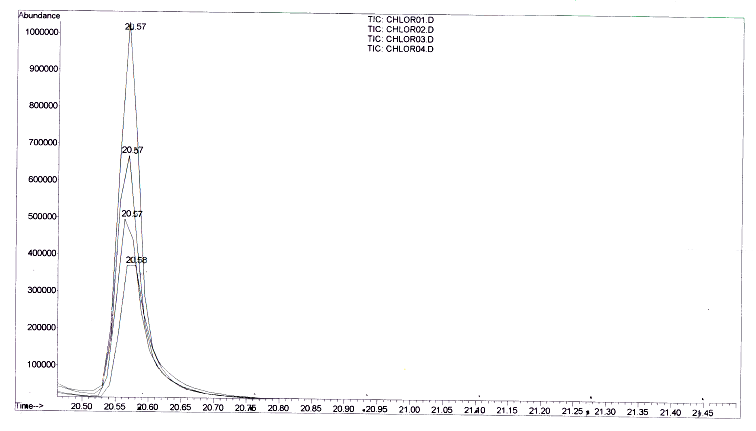 Abundance
TIC: CHLOR01.D
TIC: CHLOR02.D
TIC: CHLOR03.D
TIC: CHLOR04.D
1000000
900000
800000
700000
600000
500000
400000
300000
200000
100000
20.57
20.57
20.57
20.58
Time-->
20.50 20.55 20.60 20.65 20.70 20.75 20.80 20.85 20.90 20.95 21.00 21.05 21.10 21.15 21.20 21.25 21.30 21.35 21.40 21.45